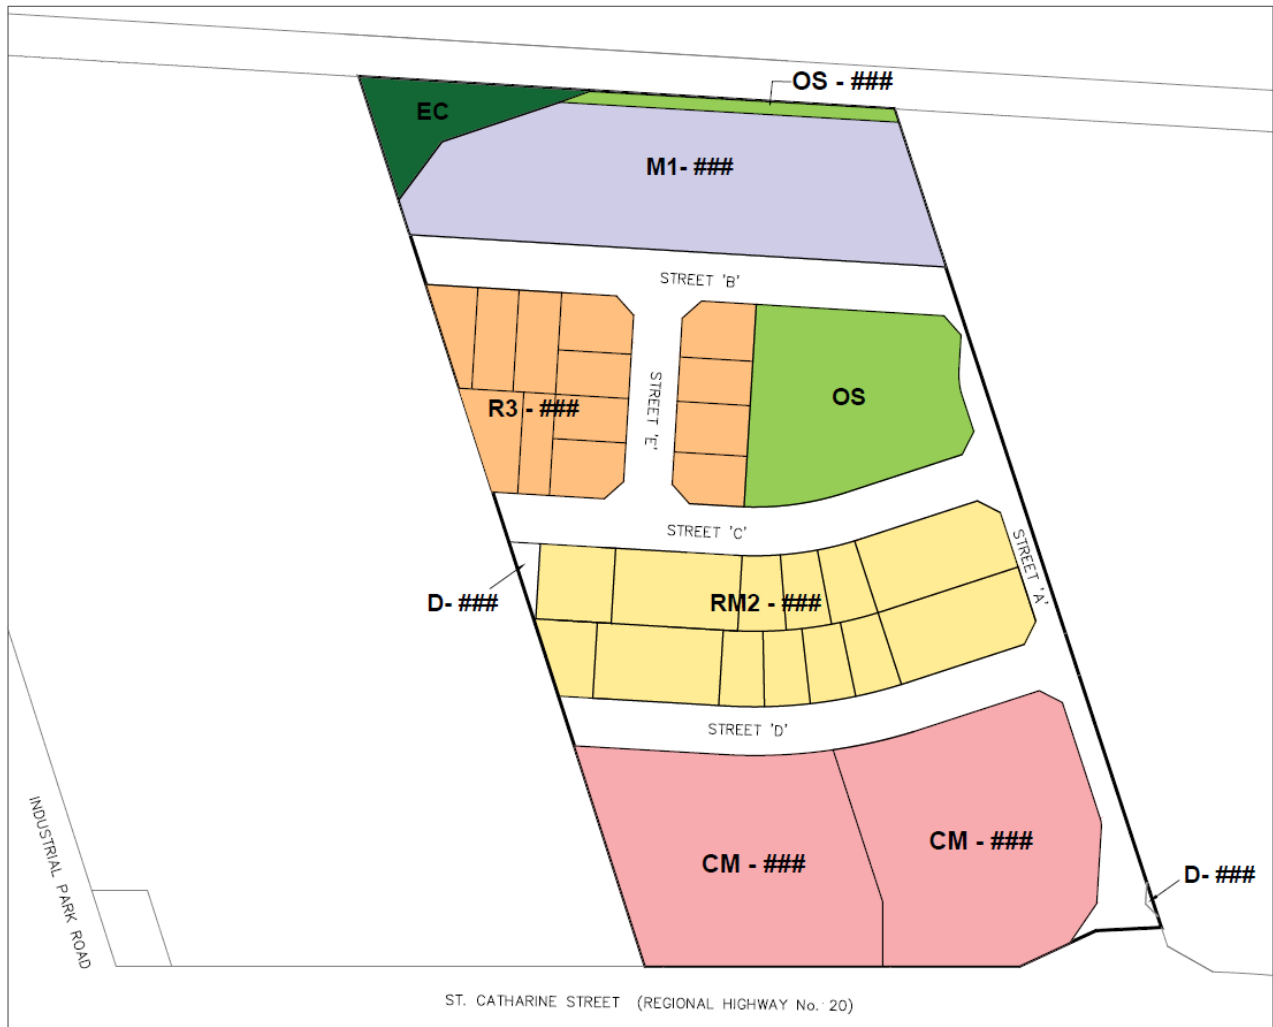 OS - ###
EC
M1- ###
STREET 'B'
OS
R3 - ###
STREET 'E'
STREET 'C'
STREET 'A'
D- ###
RM2 - ###
STREET 'D'
CM - ###
CM - ###
D- ###
INDUSTRIAL PARK ROAD
ST. CATHARINE STREET (REGIONAL HIGHWAY No. 20)